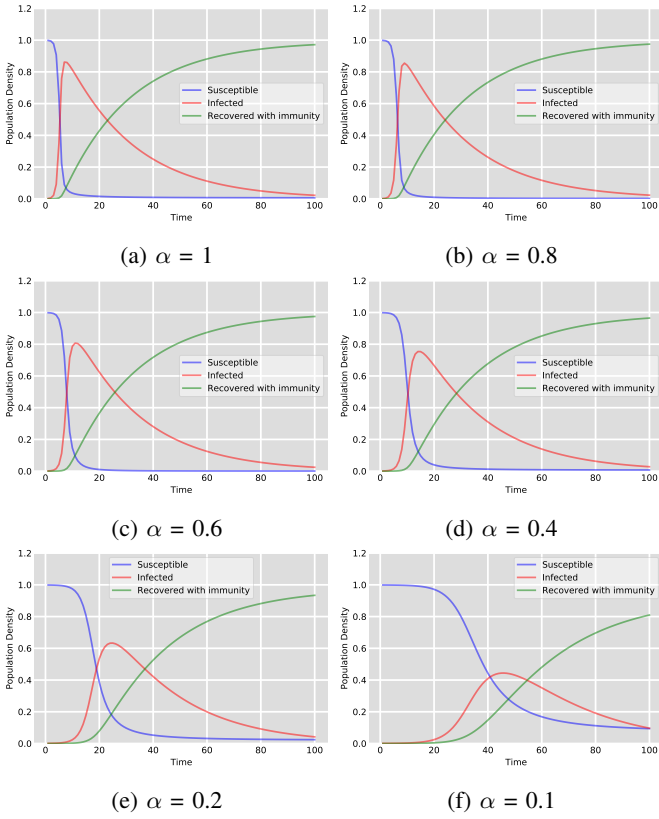 1.2
1.0
0.8
0.6
0.4
0.2
0.0
Population Density
Susceptible
Infected
Recovered with immunity
0 20 40 60 80 100
Time
(a) α = 1
1.2
1.0
0.8
0.6
0.4
0.2
0.0
Population Density
Susceptible
Infected
Recovered with immunity
0 20 40 60 80 100
Time
(b) α = 0.8
1.2
1.0
0.8
0.6
0.4
0.2
0.0
Population Density
Susceptible
Infected
Recovered with immunity
0 20 40 60 80 100
Time
(c) α = 0.6
1.2
1.0
0.8
0.6
0.4
0.2
0.0
Population Density
Susceptible
Infected
Recovered with immunity
0 20 40 60 80 100
Time
(d) α = 0.4
1.2
1.0
0.8
0.6
0.4
0.2
0.0
Population Density
Susceptible
Infected
Recovered with immunity
0 20 40 60 80 100
Time
(e) α = 0.2
1.2
1.0
0.8
0.6
0.4
0.2
0.0
Population Density
Susceptible
Infected
Recovered with immunity
0 20 40 60 80 100
Time
(f) α = 0.1